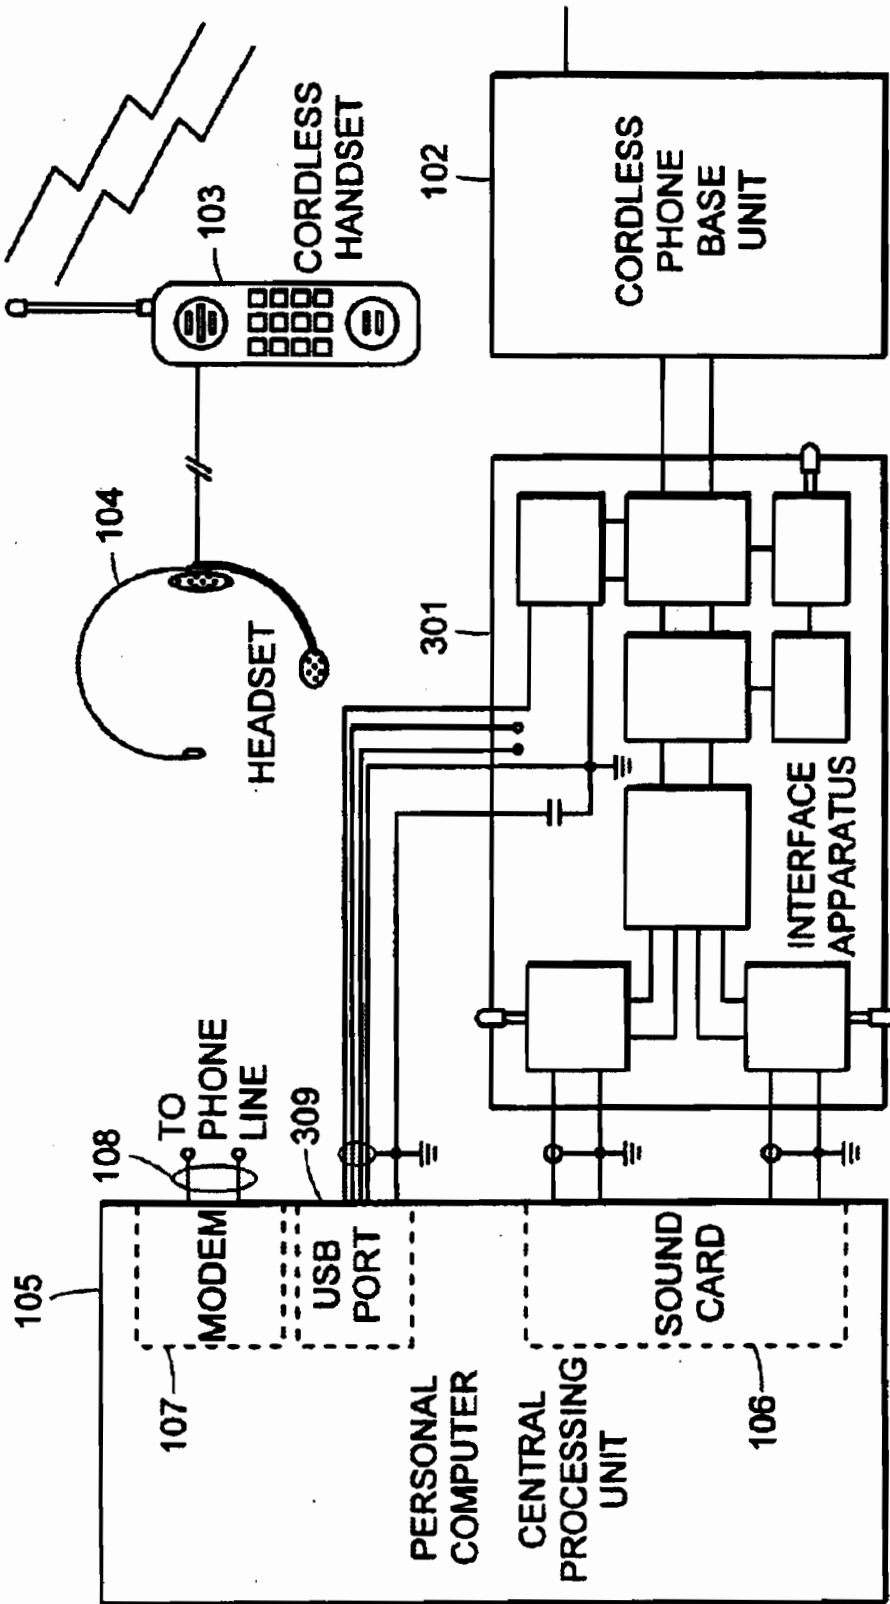 105
107
MODEM
108
TO
PHONE
LINE
309
USB
PORT
PERSONAL
COMPUTER
CENTRAL
PROCESSING
UNIT
SOUND
CARD
106
104
HEADSET
103
CORDLESS
HANDSET
301
INTERFACE
APPARATUS
102
CORDLESS
PHONE
BASE
UNIT